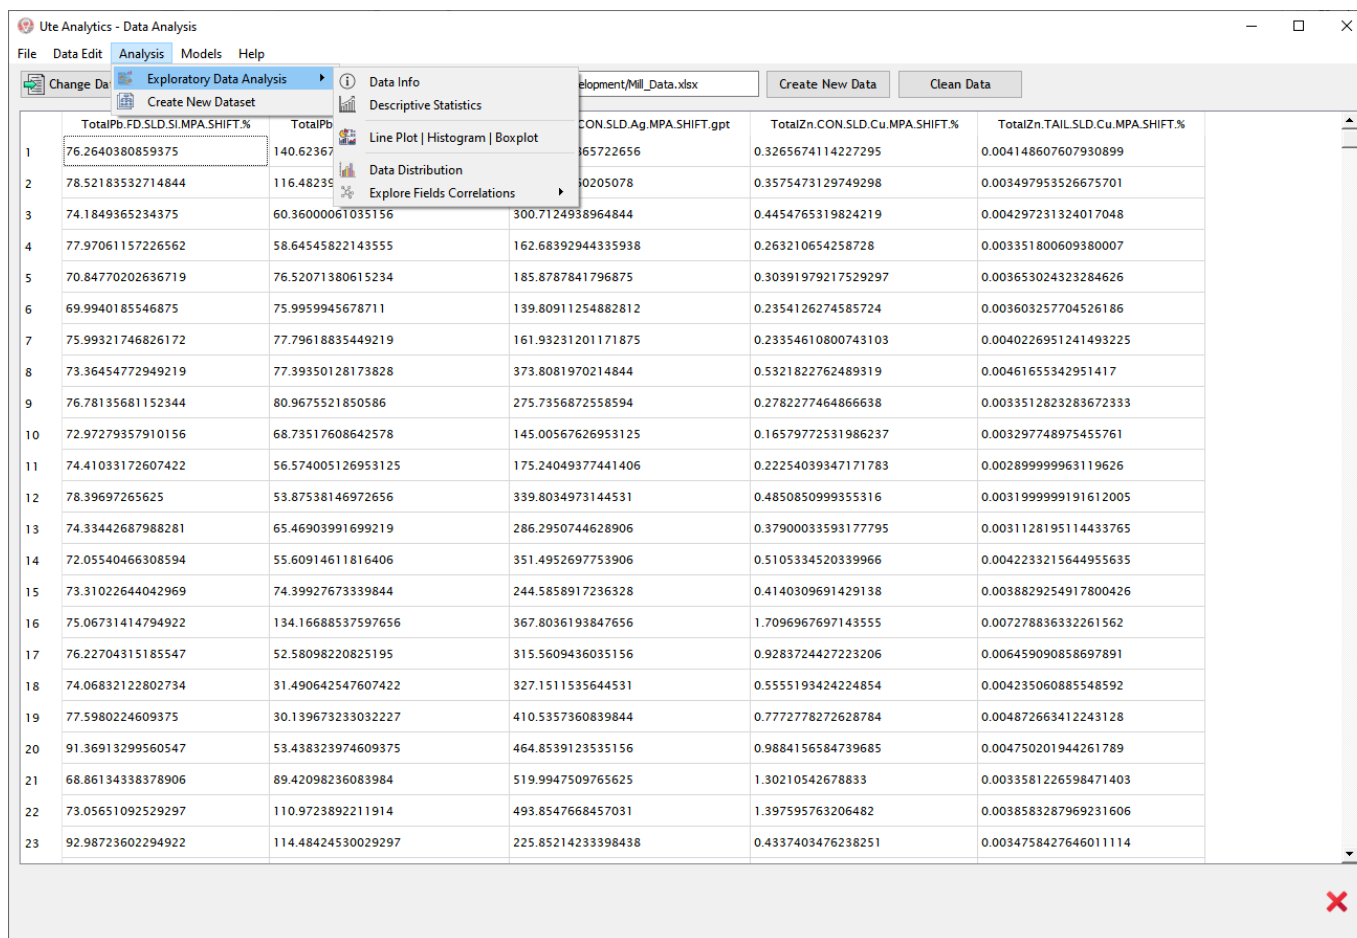 Ute Analytics - Data Analysis
File Data Edit Analysis Models Help
Change Da
Exploratory Data Analysis
Create New Dataset
Data Info
Descriptive Statistics
Line Plot | Histogram | Boxplot
Data Distribution
Explore Fields Correlations
elopment/Mill_Data.xlsx Create New Data Clean Data
TotalPb.FD.SLD.Sl.MPA.SHIFT.% TotalPb CON.SLD.Ag.MPA.SHIFT.gpt TotalZn.CON.SLD.Cu.MPA.SHIFT.% TotalZn.TAIL.SLD.Cu.MPA.SHIFT.%
1 76.2640380859375 140.62367 365722656 0.3265674114227295 0.004148607607930899
2 78.52183532714844 116.48239 60205078 0.3575473129749298 0.003497953526675701
3 74.1849365234375 60.36000061035156 300.7124938964844 0.4454765319824219 0.004297231324017048
4 77.97061157226562 58.64545822143555 162.68392944335938 0.263210654258728 0.003351800609380007
5 70.84770202636719 76.52071380615234 185.8787841796875 0.30391979217529297 0.003653024323284626
6 69.9940185546875 75.9959945678711 139.80911254882812 0.2354126274585724 0.003603257704526186
7 75.99321746826172 77.79618835449219 161.93231201171875 0.23354610800743103 0.0040226951241493225
8 73.36454772949219 77.39350128173828 373.8081970214844 0.5321822762489319 0.00461655342951417
9 76.78135681152344 80.9675521850586 275.7356872558594 0.2782277464866638 0.0033512823283672333
10 72.97279357910156 68.73517608642578 145.00567626953125 0.16579772531986237 0.003297748975455761
11 74.41033172607422 56.574005126953125 175.24049377441406 0.22254039347171783 0.002899999963119626
12 78.39697265625 53.87538146972656 339.8034973144531 0.4850850999355316 0.0031999999191612005
13 74.33442687988281 65.46903991699219 286.2950744628906 0.37900033593177795 0.0031128195114433765
14 72.05540466308594 55.60914611816406 351.4952697753906 0.5105334520339966 0.0042233215644955635
15 73.31022644042969 74.39927673339844 244.5858917236328 0.4140309691429138 0.0038829254917800426
16 75.06731414794922 134.16688537597656 367.8036193847656 1.7096967697143555 0.007278836332261562
17 76.22704315185547 52.58098220825195 315.5609436035156 0.9283724427223206 0.006459090858697891
18 74.06832122802734 31.490642547607422 327.1511535644531 0.5555193424224854 0.004235060885548592
19 77.5980224609375 30.139673233032227 410.5357360839844 0.7772778272628784 0.004872663412243128
20 91.36913299560547 53.438323974609375 464.8539123535156 0.9884156584739685 0.004750201944261789
21 68.86134338378906 89.42098236083984 519.9947509765625 1.30210542678833 0.0033581226598471403
22 73.05651092529297 110.9723892211914 493.8547668457031 1.397595763206482 0.00385832879692 31606
23 92.98723602294922 114.48424530029297 225.85214233398438 0.4337403476238251 0.0034758427646011114